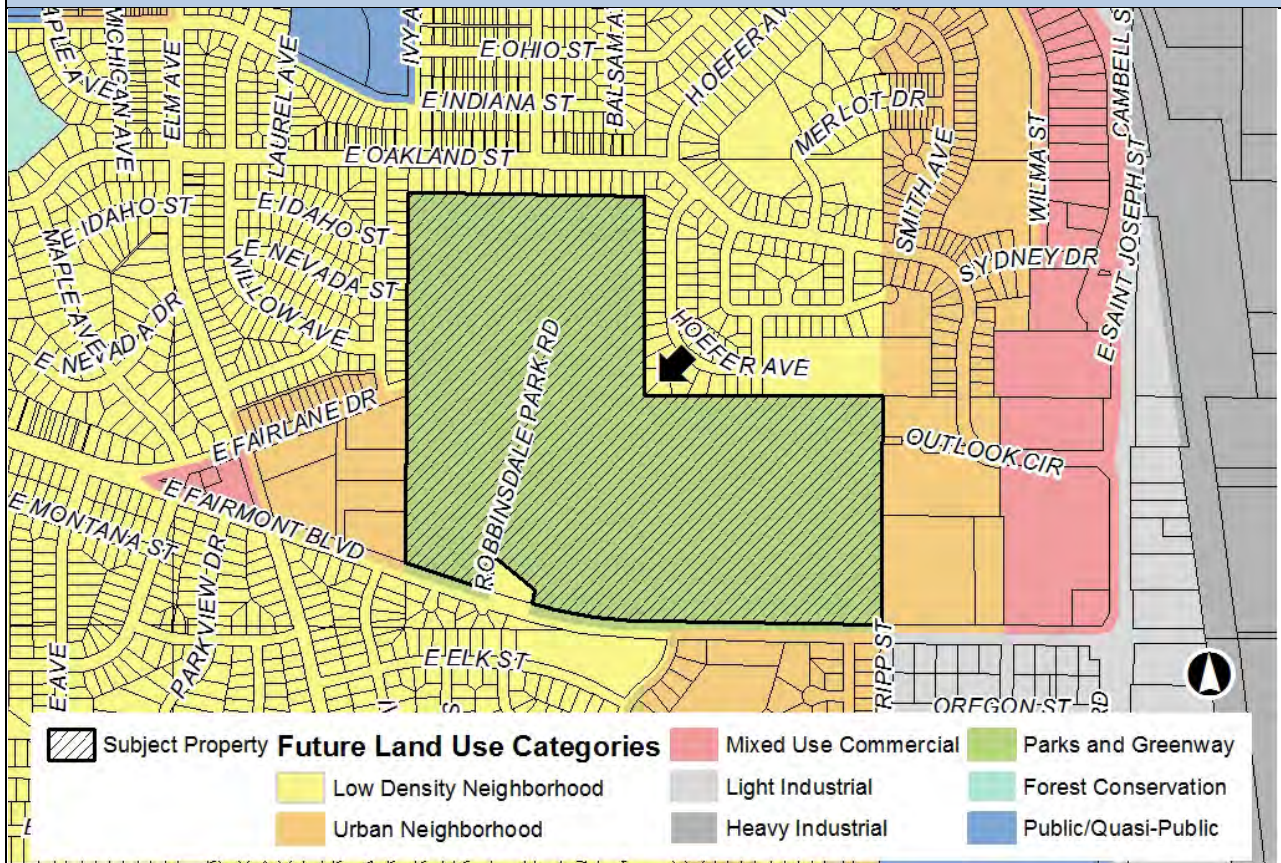 MICHIGAN AVE
ELM AVE
LAUREL AVE
E OHIO ST
BALSAM A
HOEFER AV
E INDIANA ST
MERLOT DR
CAMBELL S
E OAKLAND ST
SMITH AVE
WILMA ST
E SAINT JOSEPH ST
E IDAHO ST
E IDAHO ST
MAPLE AVE
E NEVADA ST
WILLOW AVE
SYDNEY DR
E NEVADA DR
HOEFER AVE
ROBBINSDALE PARK RD
E FAIRLANE DR
OUTLOOK CIR
E FAIRMONT BLVD
E MONTANA ST
PARKVIEW DR
E ELK ST
E AVE
TRIPP ST
OREGON ST
RD
Subject Property
Future Land Use Categories
Low Density Neighborhood
Urban Neighborhood
Mixed Use Commercial
Light Industrial
Heavy Industrial
Parks and Greenway
Forest Conservation
Public/Quasi-Public